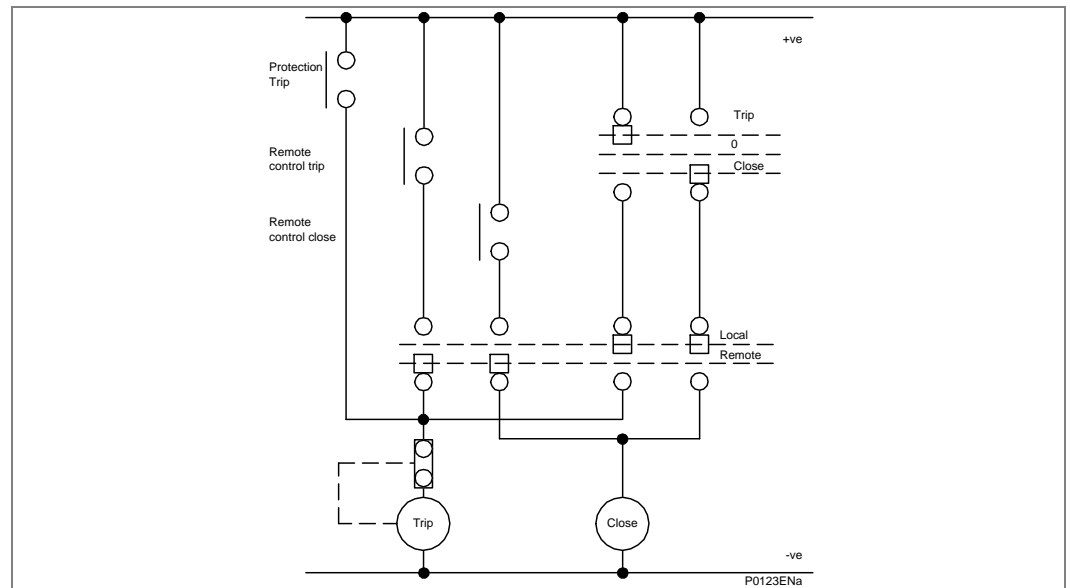 +ve
Protection
Trip
Trip
0
Close
Remote
control trip
Remote
control close
Local
Remote
Trip
Close
-ve
P0123ENa